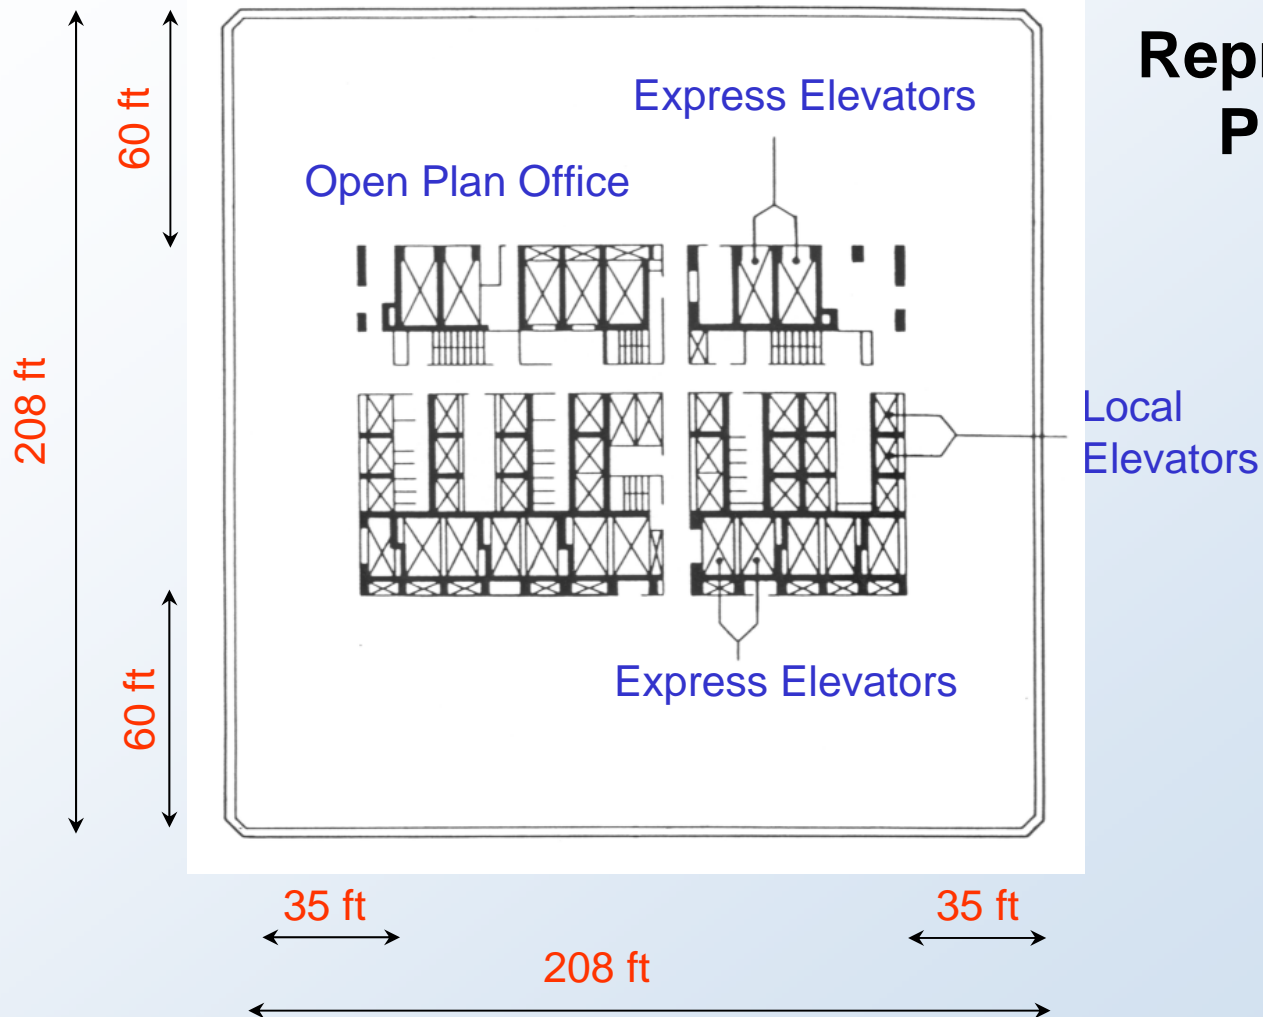 60 ft
208 ft
60 ft
Express Elevators
Open Plan Office
Local
Elevators
Express Elevators
35 ft
35 ft
208 ft